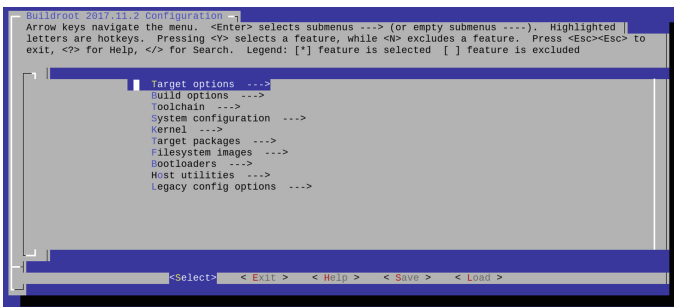 Buildroot 2017.11.2 Configuration
Arrow keys navigate the menu. <Enter> selects submenus ---> (or empty submenus ----). Highlighted
letters are hotkeys. Pressing <Y> selects a feature, while <N> excludes a feature. Press <Esc><Esc> to
exit, <?> for Help, </> for Search. Legend: [*] feature is selected [ ] feature is excluded
Target options --->
Build options --->
Toolchain --->
System configuration --->
Kernel --->
Target packages --->
Filesystem images --->
Bootloaders --->
Host utilities --->
Legacy config options --->
<Select> < Exit > < Help > < Save > < Load >